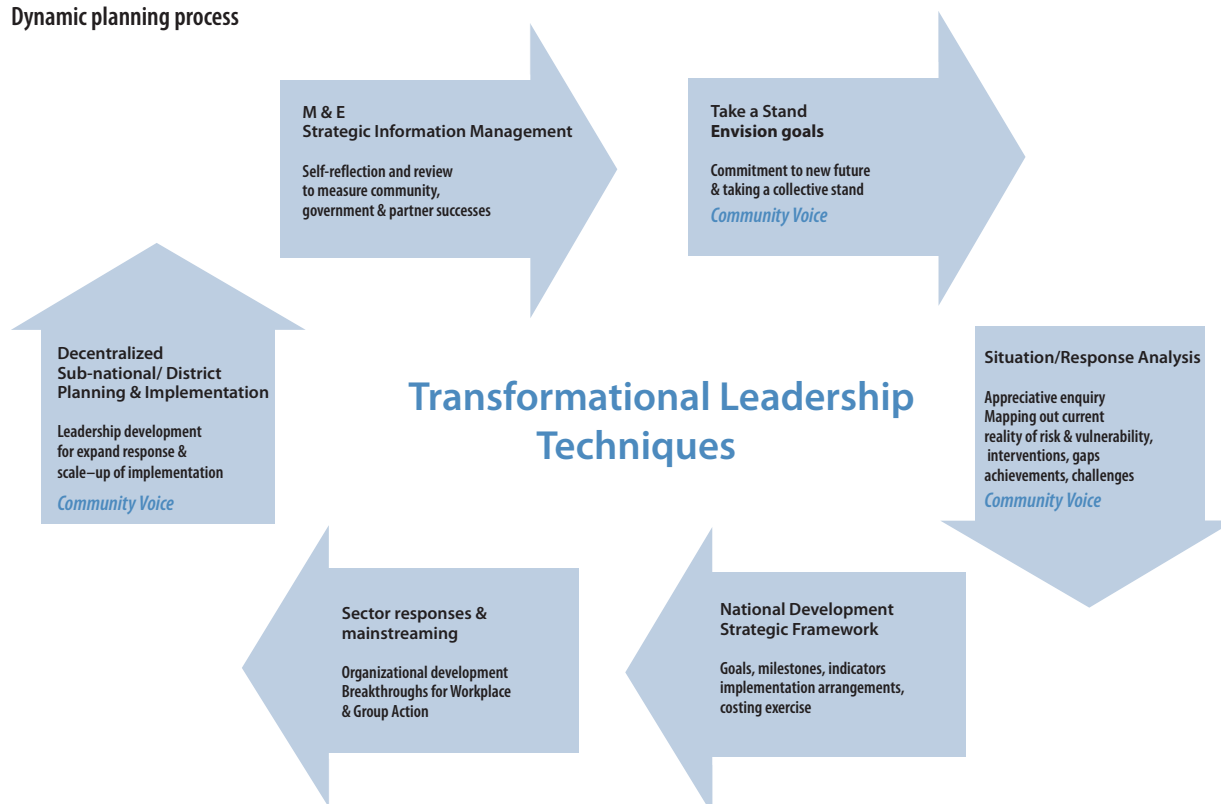 Dynamic planning process
M & E
Strategic Information Management
Self-reflection and review
to measure community,
government & partner successes
Take a Stand
Envision goals
Commitment to new future
& taking a collective stand
Community Voice
Situation/Response Analysis
Appreciative enquiry
Mapping out current
reality of risk & vulnerability,
interventions, gaps
achievements, challenges
Community Voice
National Development
Strategic Framework
Goals, milestones, indicators
implementation arrangements,
costing exercise
Sector responses &
mainstreaming
Organizational development
Breakthroughs for Workplace
& Group Action
Decentralized
Sub-national/ District
Planning & Implementation
Leadership development
for expand response &
scale–up of implementation
Community Voice
Transformational Leadership
Techniques